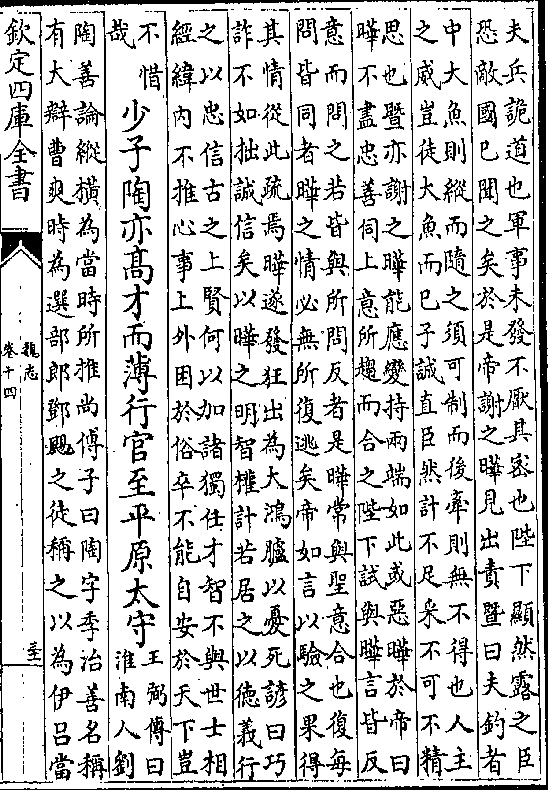 夫兵詭道也軍事未發不厭其密也陛下顯然露之臣
恐敵國已聞之矣於是帝謝之曄見出責暨曰夫釣者
中大魚則縱而隨之須可制而後牽則無不得也人主
之威豈徒大魚而已子誠直臣然計不足采不可不精
思也暨亦謝之曄能應變持兩端如此或惡曄於帝曰
曄不盡忠善伺上意所趨而合之陛下試與曄言皆反
意而問之若皆與所問反者是曄常與聖意合也復每
問皆同者曄之情必無所復逃矣帝如言以驗之果得
其情從此疏焉曄遂發狂出為大鴻臚以憂死諺曰巧
詐不如拙誠信矣以曄之明智權計若居之以德義行
之以忠信古之上賢何以加諸獨任才智不與世士相
經緯內不推心事上外困於俗卒不能自安於天下豈
不惜
哉
少子陶亦高才而薄行官至平原太守
王弼傳曰
淮南人劉
陶善論縱橫為當時所推尚傅子曰陶字季治善名稱
有大辯曹爽時為選部郎鄧颺之徒稱之以為伊呂當
欽定四庫全書
魏志
卷十四